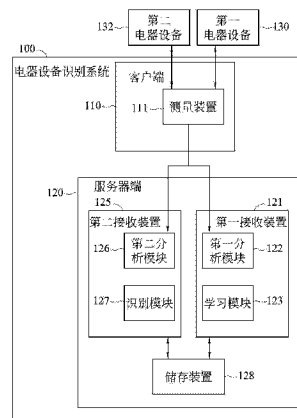 132
第二
电器设备
第一
电器设备
130
100
电器设备识别系统
客户端
110
111
测量装置
120
服务器端
125
121
第二接收装置
第一接收装置
126
第二分
析模块
第一分
析模块
122
127
识别模块
学习模块
123
储存装置
128